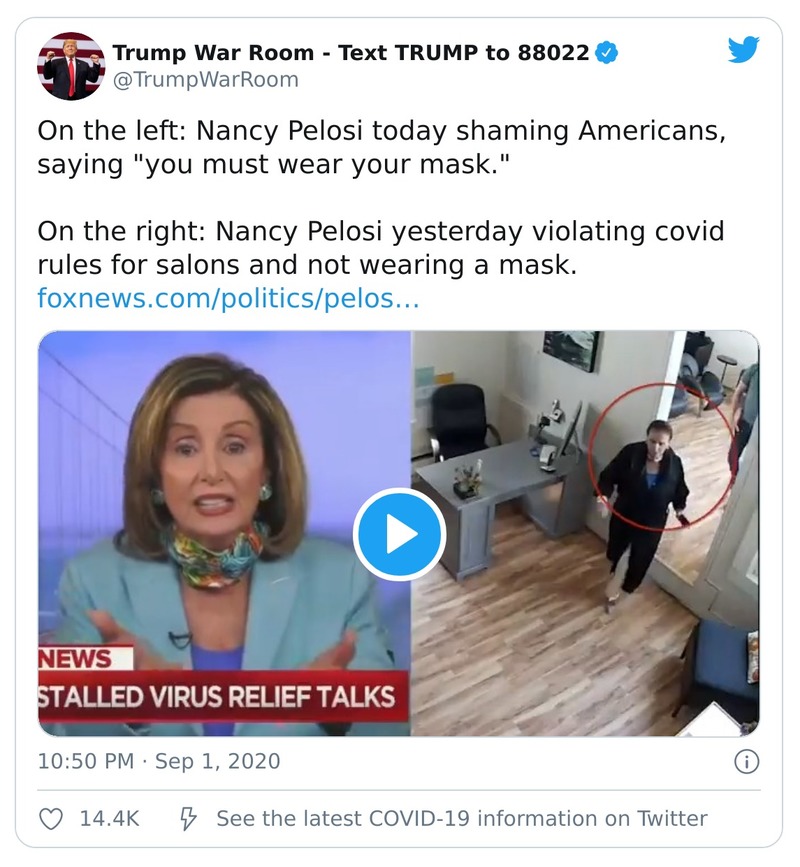 Trump War Room - Text TRUMP to 88022
@TrumpWarRoom
On the left: Nancy Pelosi today shaming Americans,
saying "you must wear your mask."
On the right: Nancy Pelosi yesterday violating covid
rules for salons and not wearing a mask.
foxnews.com/politics/pelos…
NEWS
STALLED VIRUS RELIEF TALKS
10:50 PM · Sep 1, 2020
14.4K See the latest COVID-19 information on Twitter